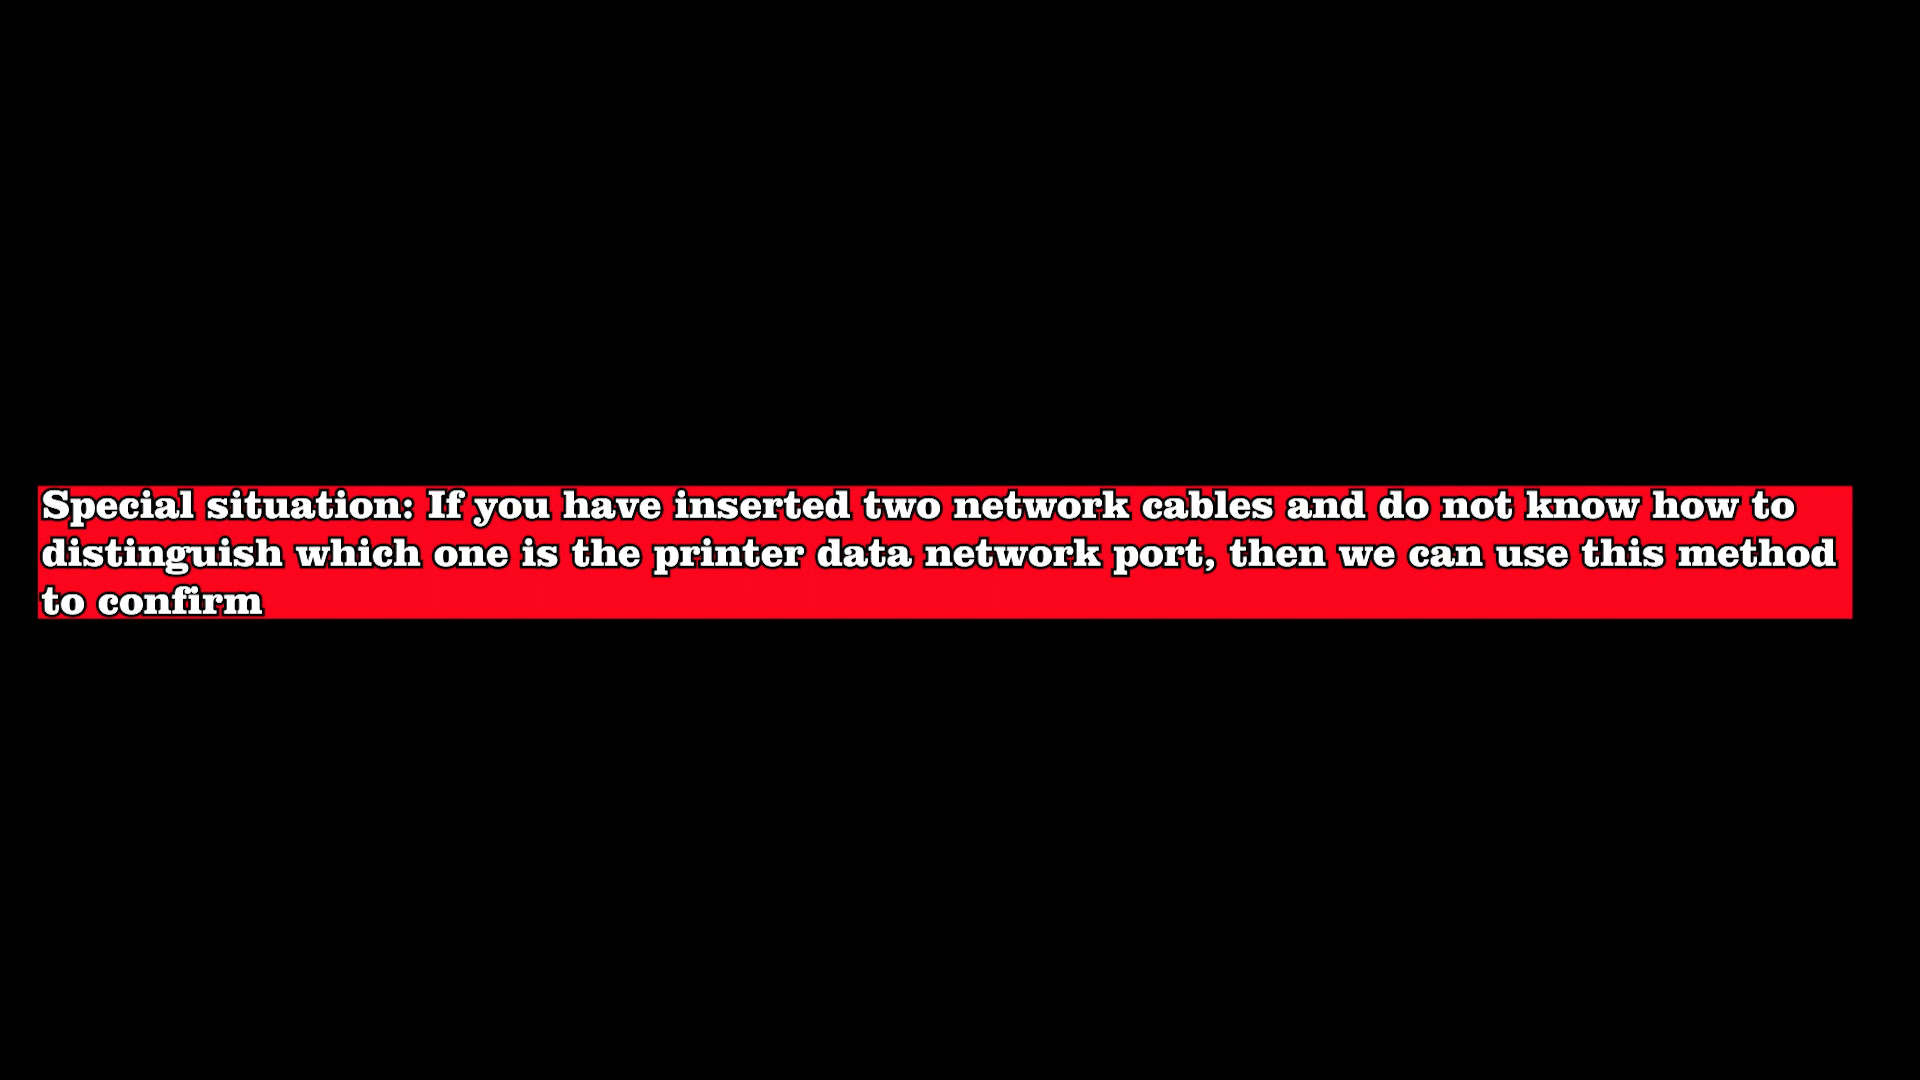 Special situation: If you have inserted two network cables and do not know how to
distinguish which one is the printer data network port, then we can use this method
to confirm